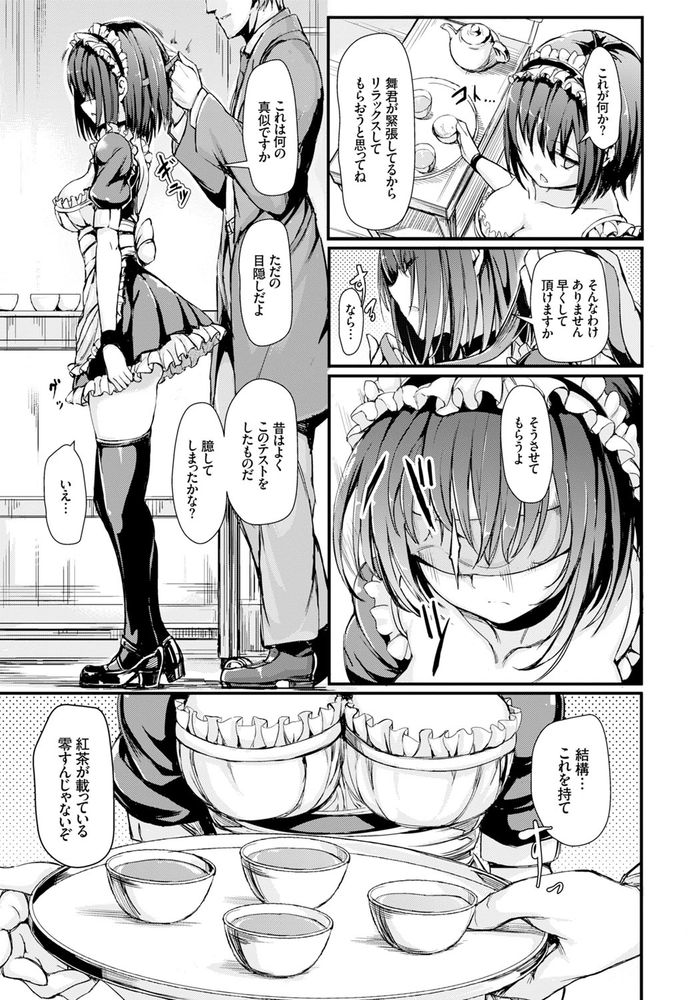 これが何か?
舞君が緊張してるから
リラックスして
もらおうと思ってね
そんなわけ
ありません
早くして
頂けますか
なら…
すっ
そうさせて
もらうよ
これは何の
真似ですか
ただの
目隠しだよ
昔はよく
このテストを
したものだ
臆して
しまったかな?
いえ…
結構…
これを持て
紅茶が載っている
零すんじゃないぞ